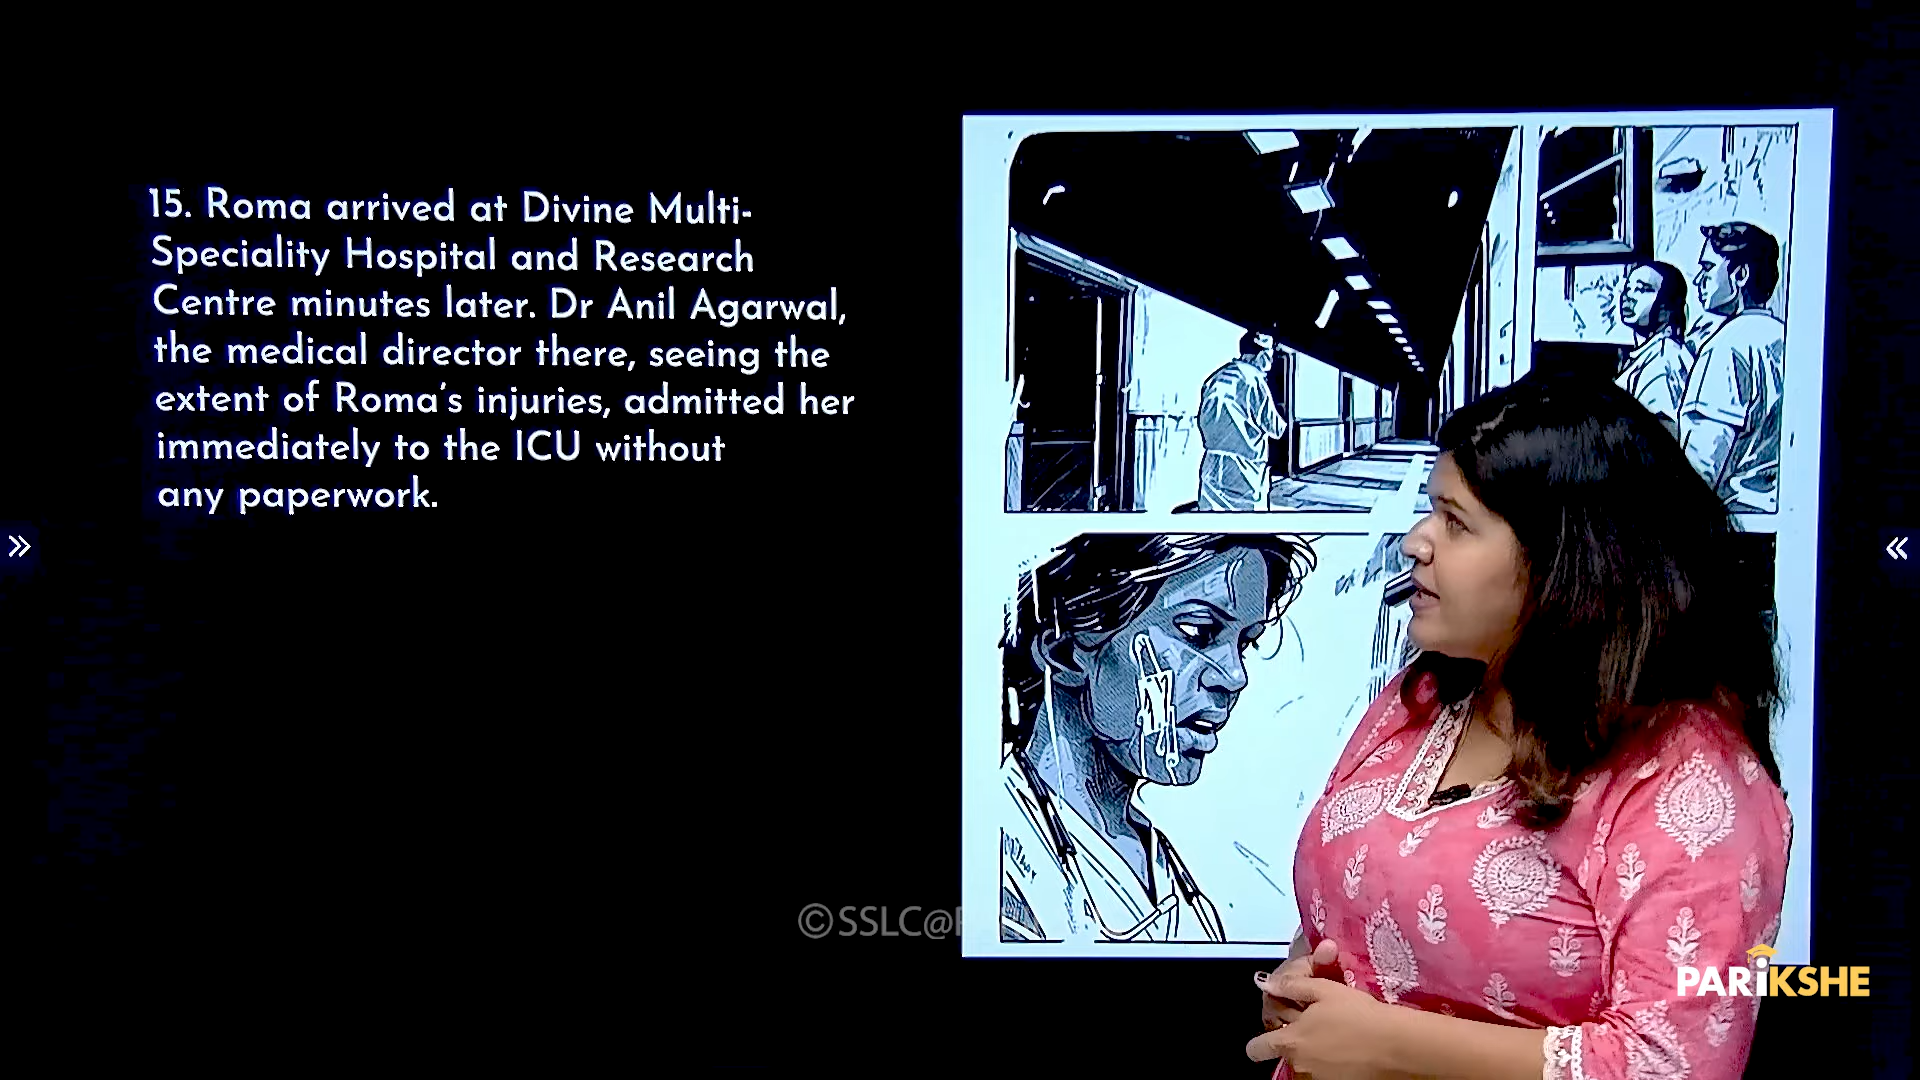 15. Roma arrived at Divine Multi-
Speciality Hospital and Research
Centre minutes later. Dr Anil Agarwal,
the medical director there, seeing the
extent of Roma's injuries, admitted her
immediately to the ICU without
any paperwork.
©SSLC@
PARIKSHE